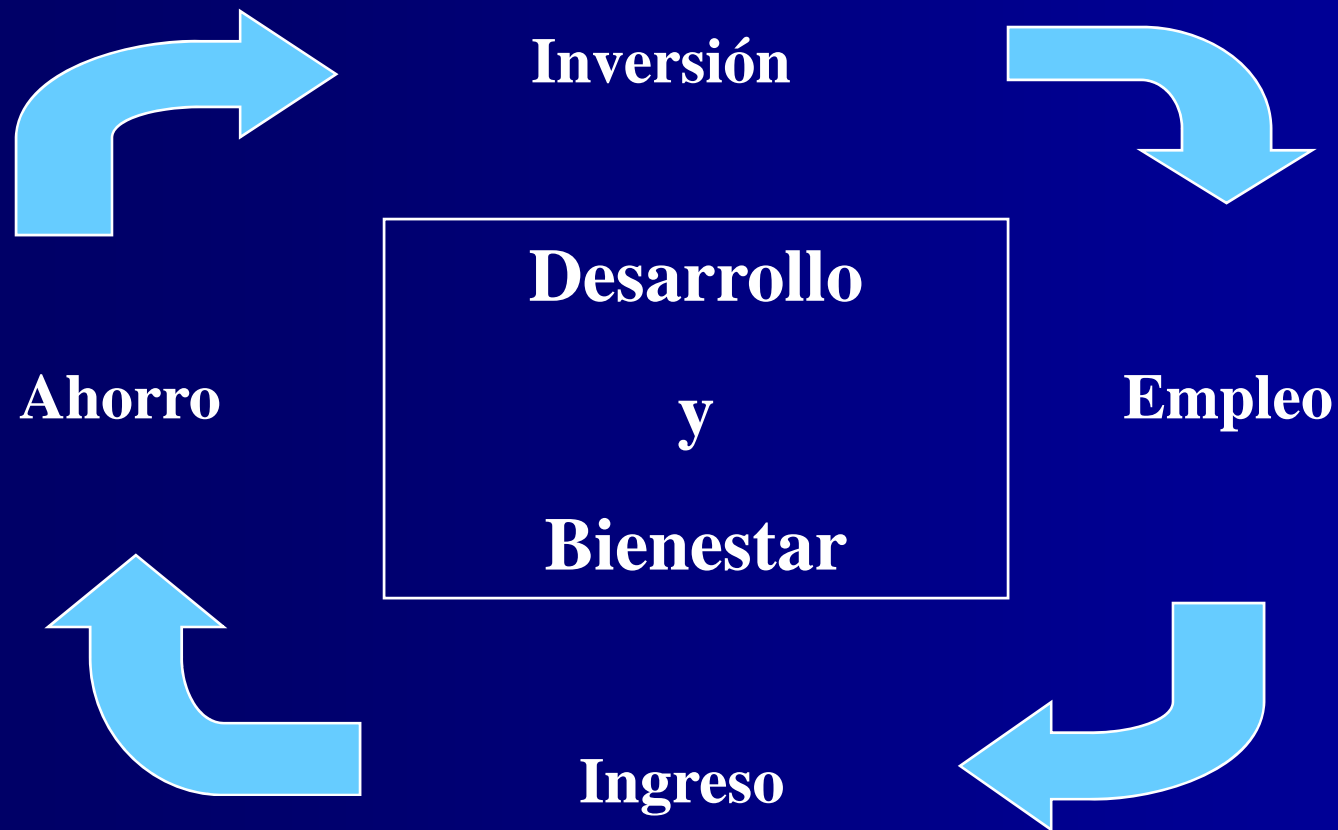 Inversión
Desarrollo
y
Bienestar
Ahorro
Empleo
Ingreso